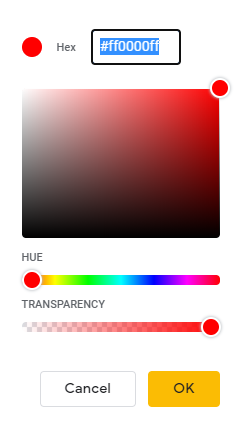 Hex #ff0000ff
HUE
TRANSPARENCY
Cancel OK